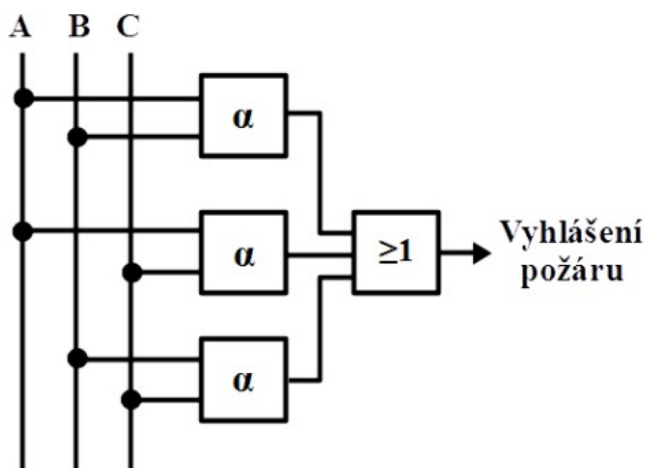 A B C
α
α
≥1
Vyhlášení
požáru
α